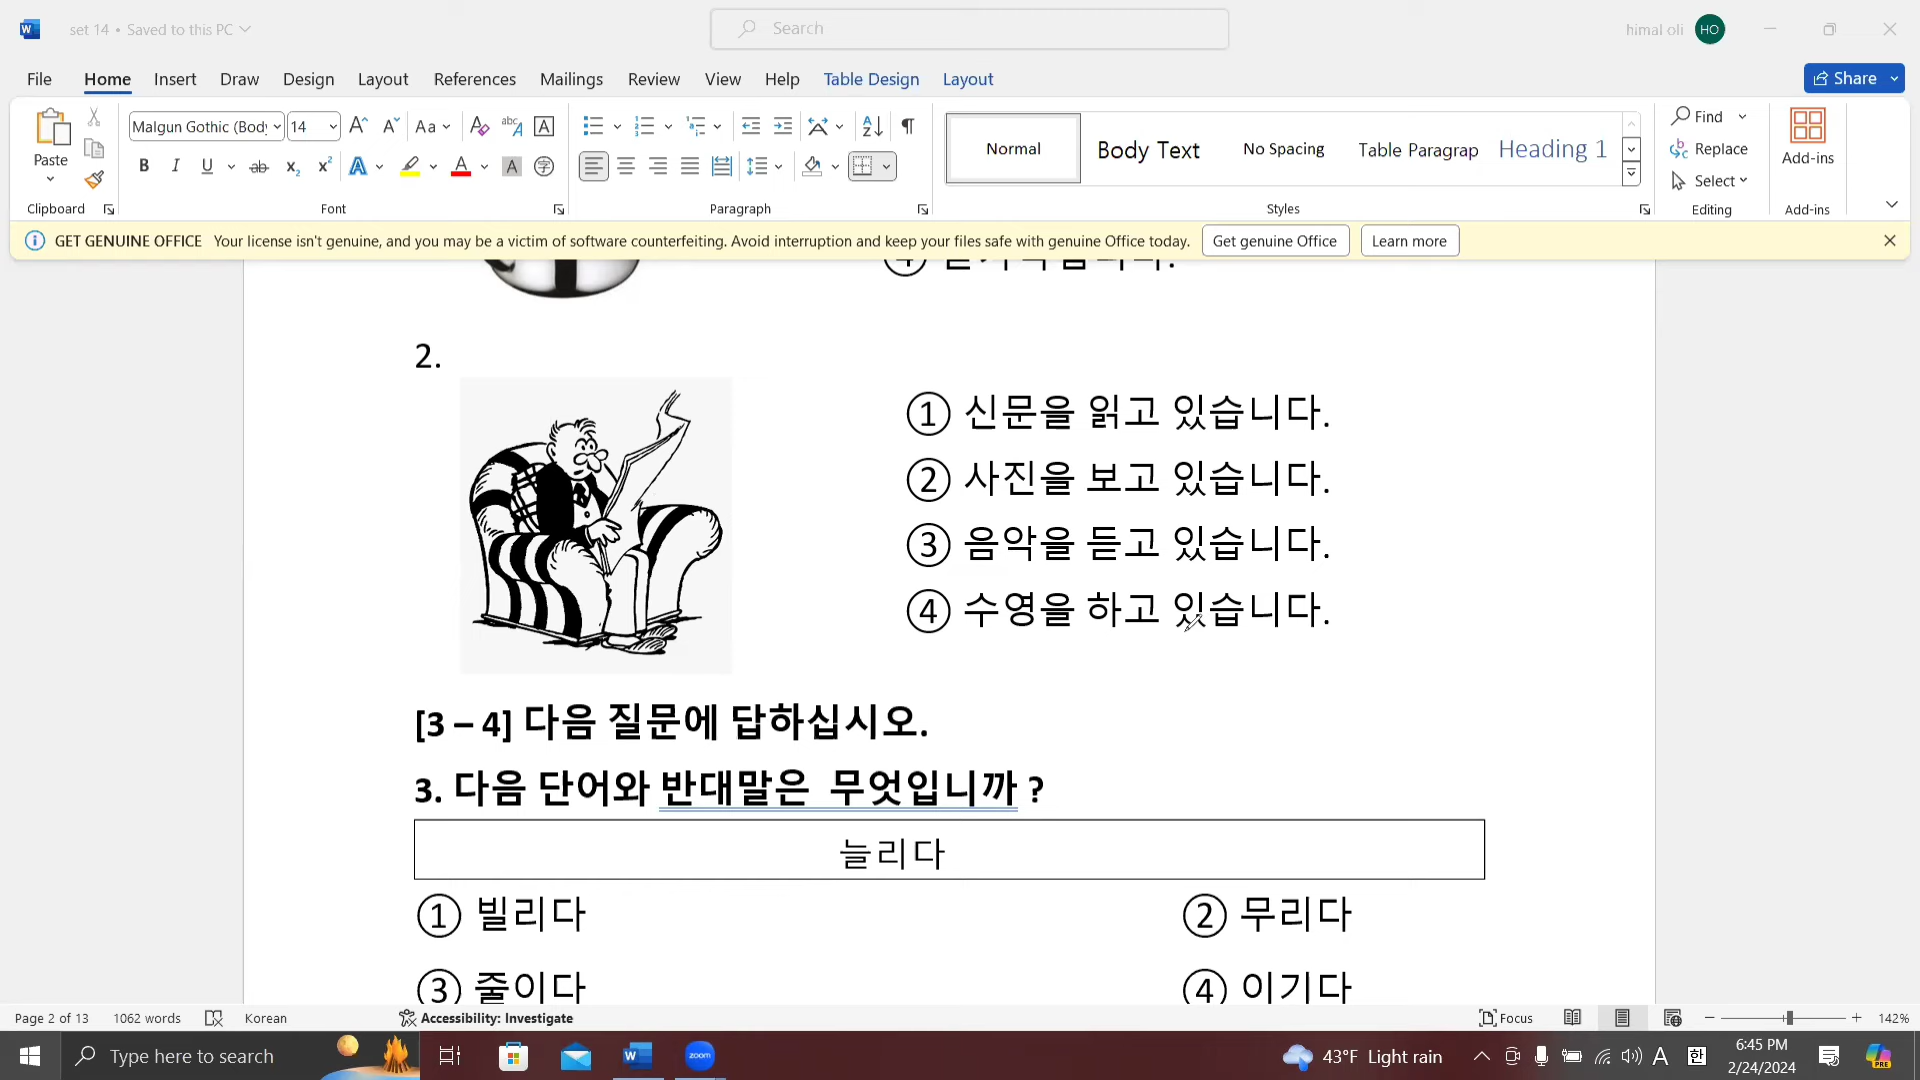 set 14 • Saved to this PC
Search
himal oli
HO
File Home Insert Draw Design Layout References Mailings Review View Help Table Design Layout
Share
Malgun Gothic (Body 14
Paste
Normal
Body Text
No Spacing
Table Paragrap
Heading 1
Find
Replace
Select
Add-ins
Clipboard Font Paragraph Styles Editing Add-ins
GET GENUINE OFFICE Your license isn't genuine, and you may be a victim of software counterfeiting. Avoid interruption and keep your files safe with genuine Office today. Get genuine Office Learn more
2.
① 신문을 읽고 있습니다.
② 사진을 보고 있습니다.
③ 음악을 듣고 있습니다.
④ 수영을 하고 있습니다.
[3 – 4] 다음 질문에 답하십시오.
3. 다음 단어와 반대말은 무엇입니까 ?
늘리다
① 빌리다 ② 무리다
③ 줄이다 ④ 이기다
Page 2 of 13 1062 words Korean Accessibility: Investigate Focus 142%
Type here to search
zoom
43°F Light rain
A 한
6:45 PM
2/24/2024
PRE